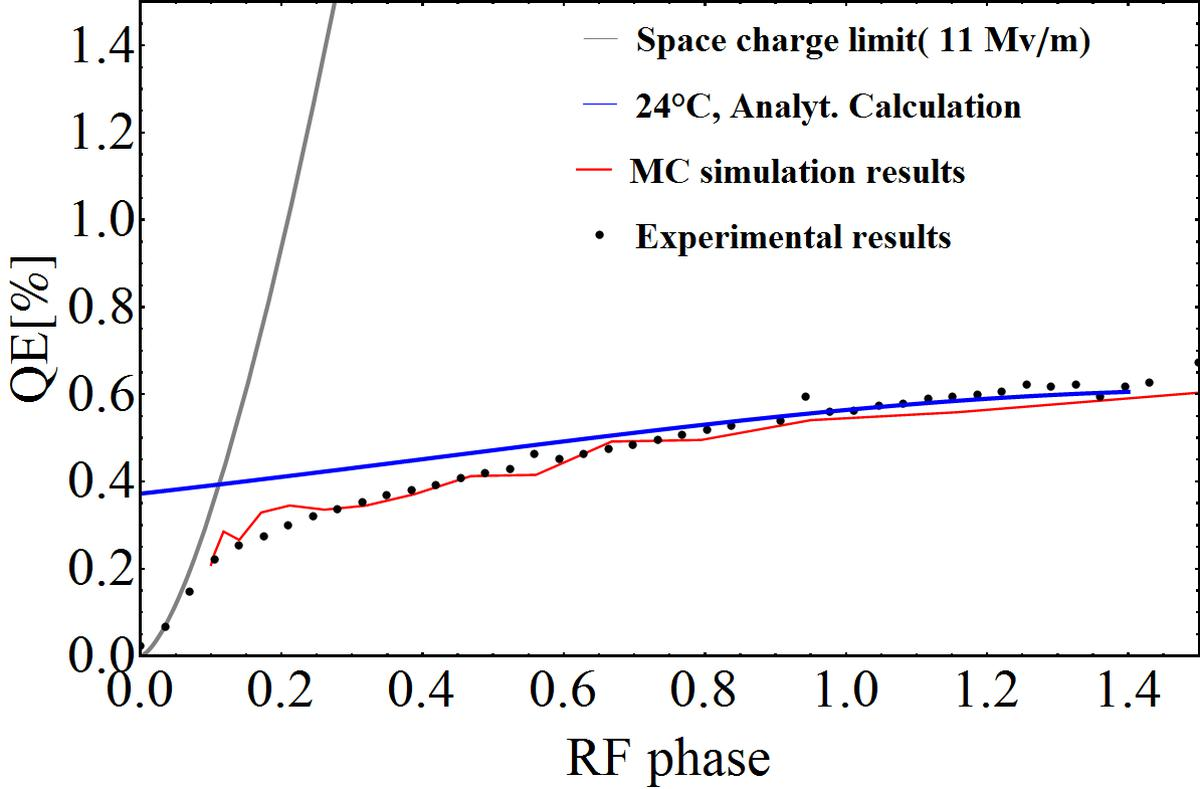 1.4
1.2
1.0
0.8
0.6
0.4
0.2
0.0
QE[%]
Space charge limit( 11 Mv/m)
24°C, Analyt. Calculation
MC simulation results
Experimental results
0.0 0.2 0.4 0.6 0.8 1.0 1.2 1.4
RF phase